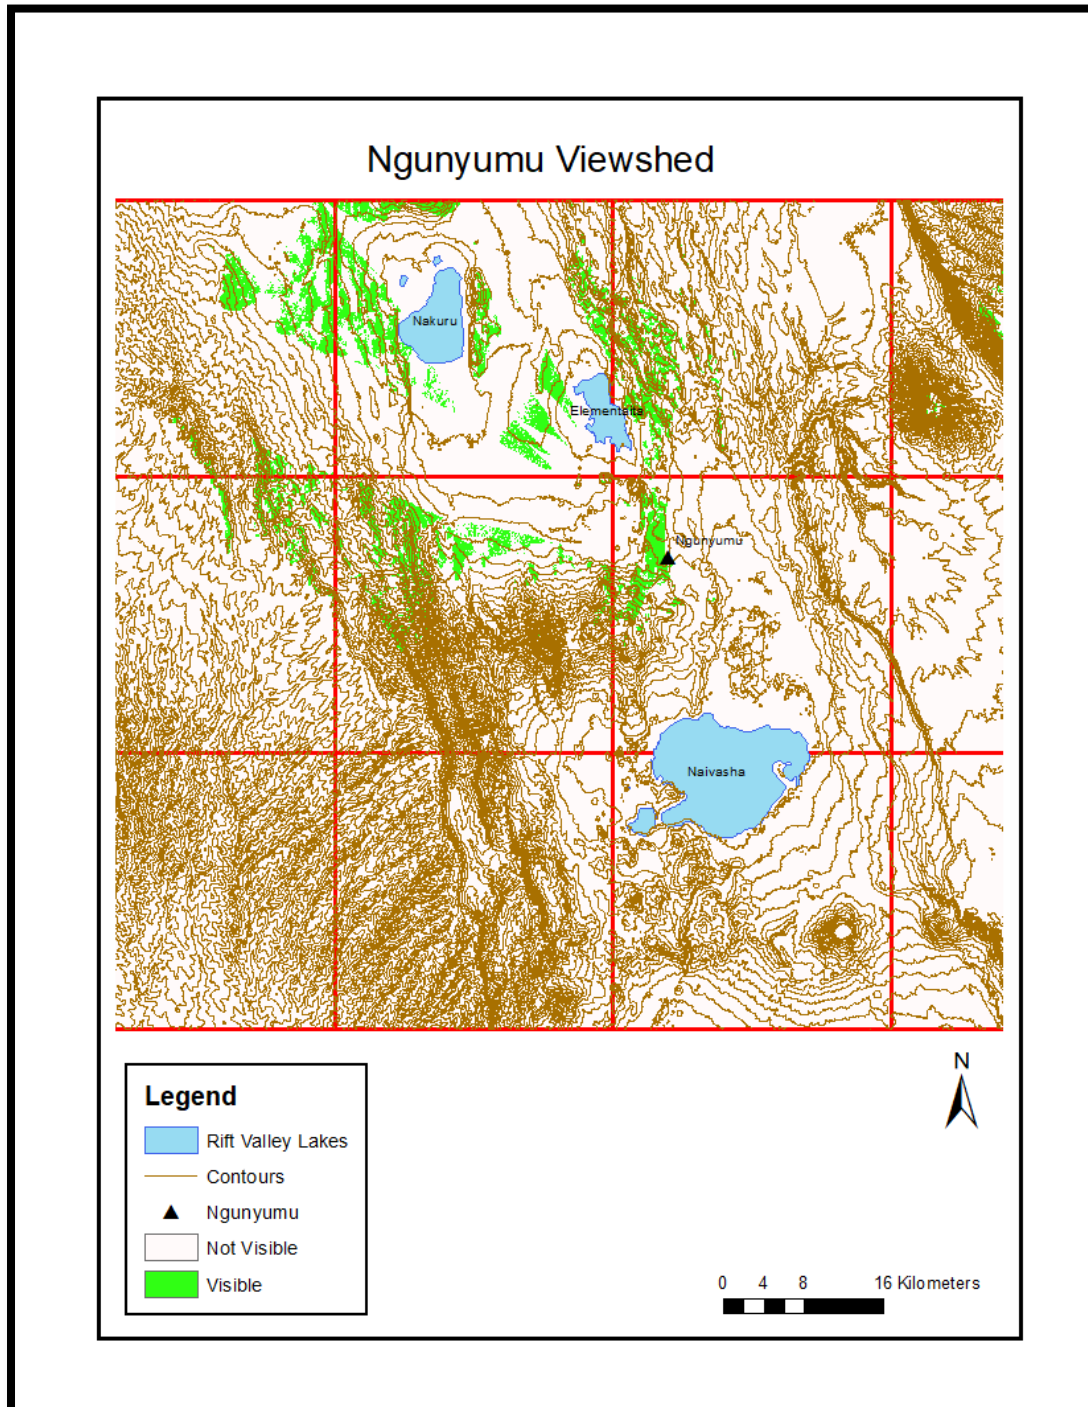 Ngunyumu Viewshed
Nakuru
Elementaita
Ngunyumu
Naivasha
N
Legend
Rift Valley Lakes
Contours
Ngunyumu
Not Visible
Visible
0 4 8 16 Kilometers